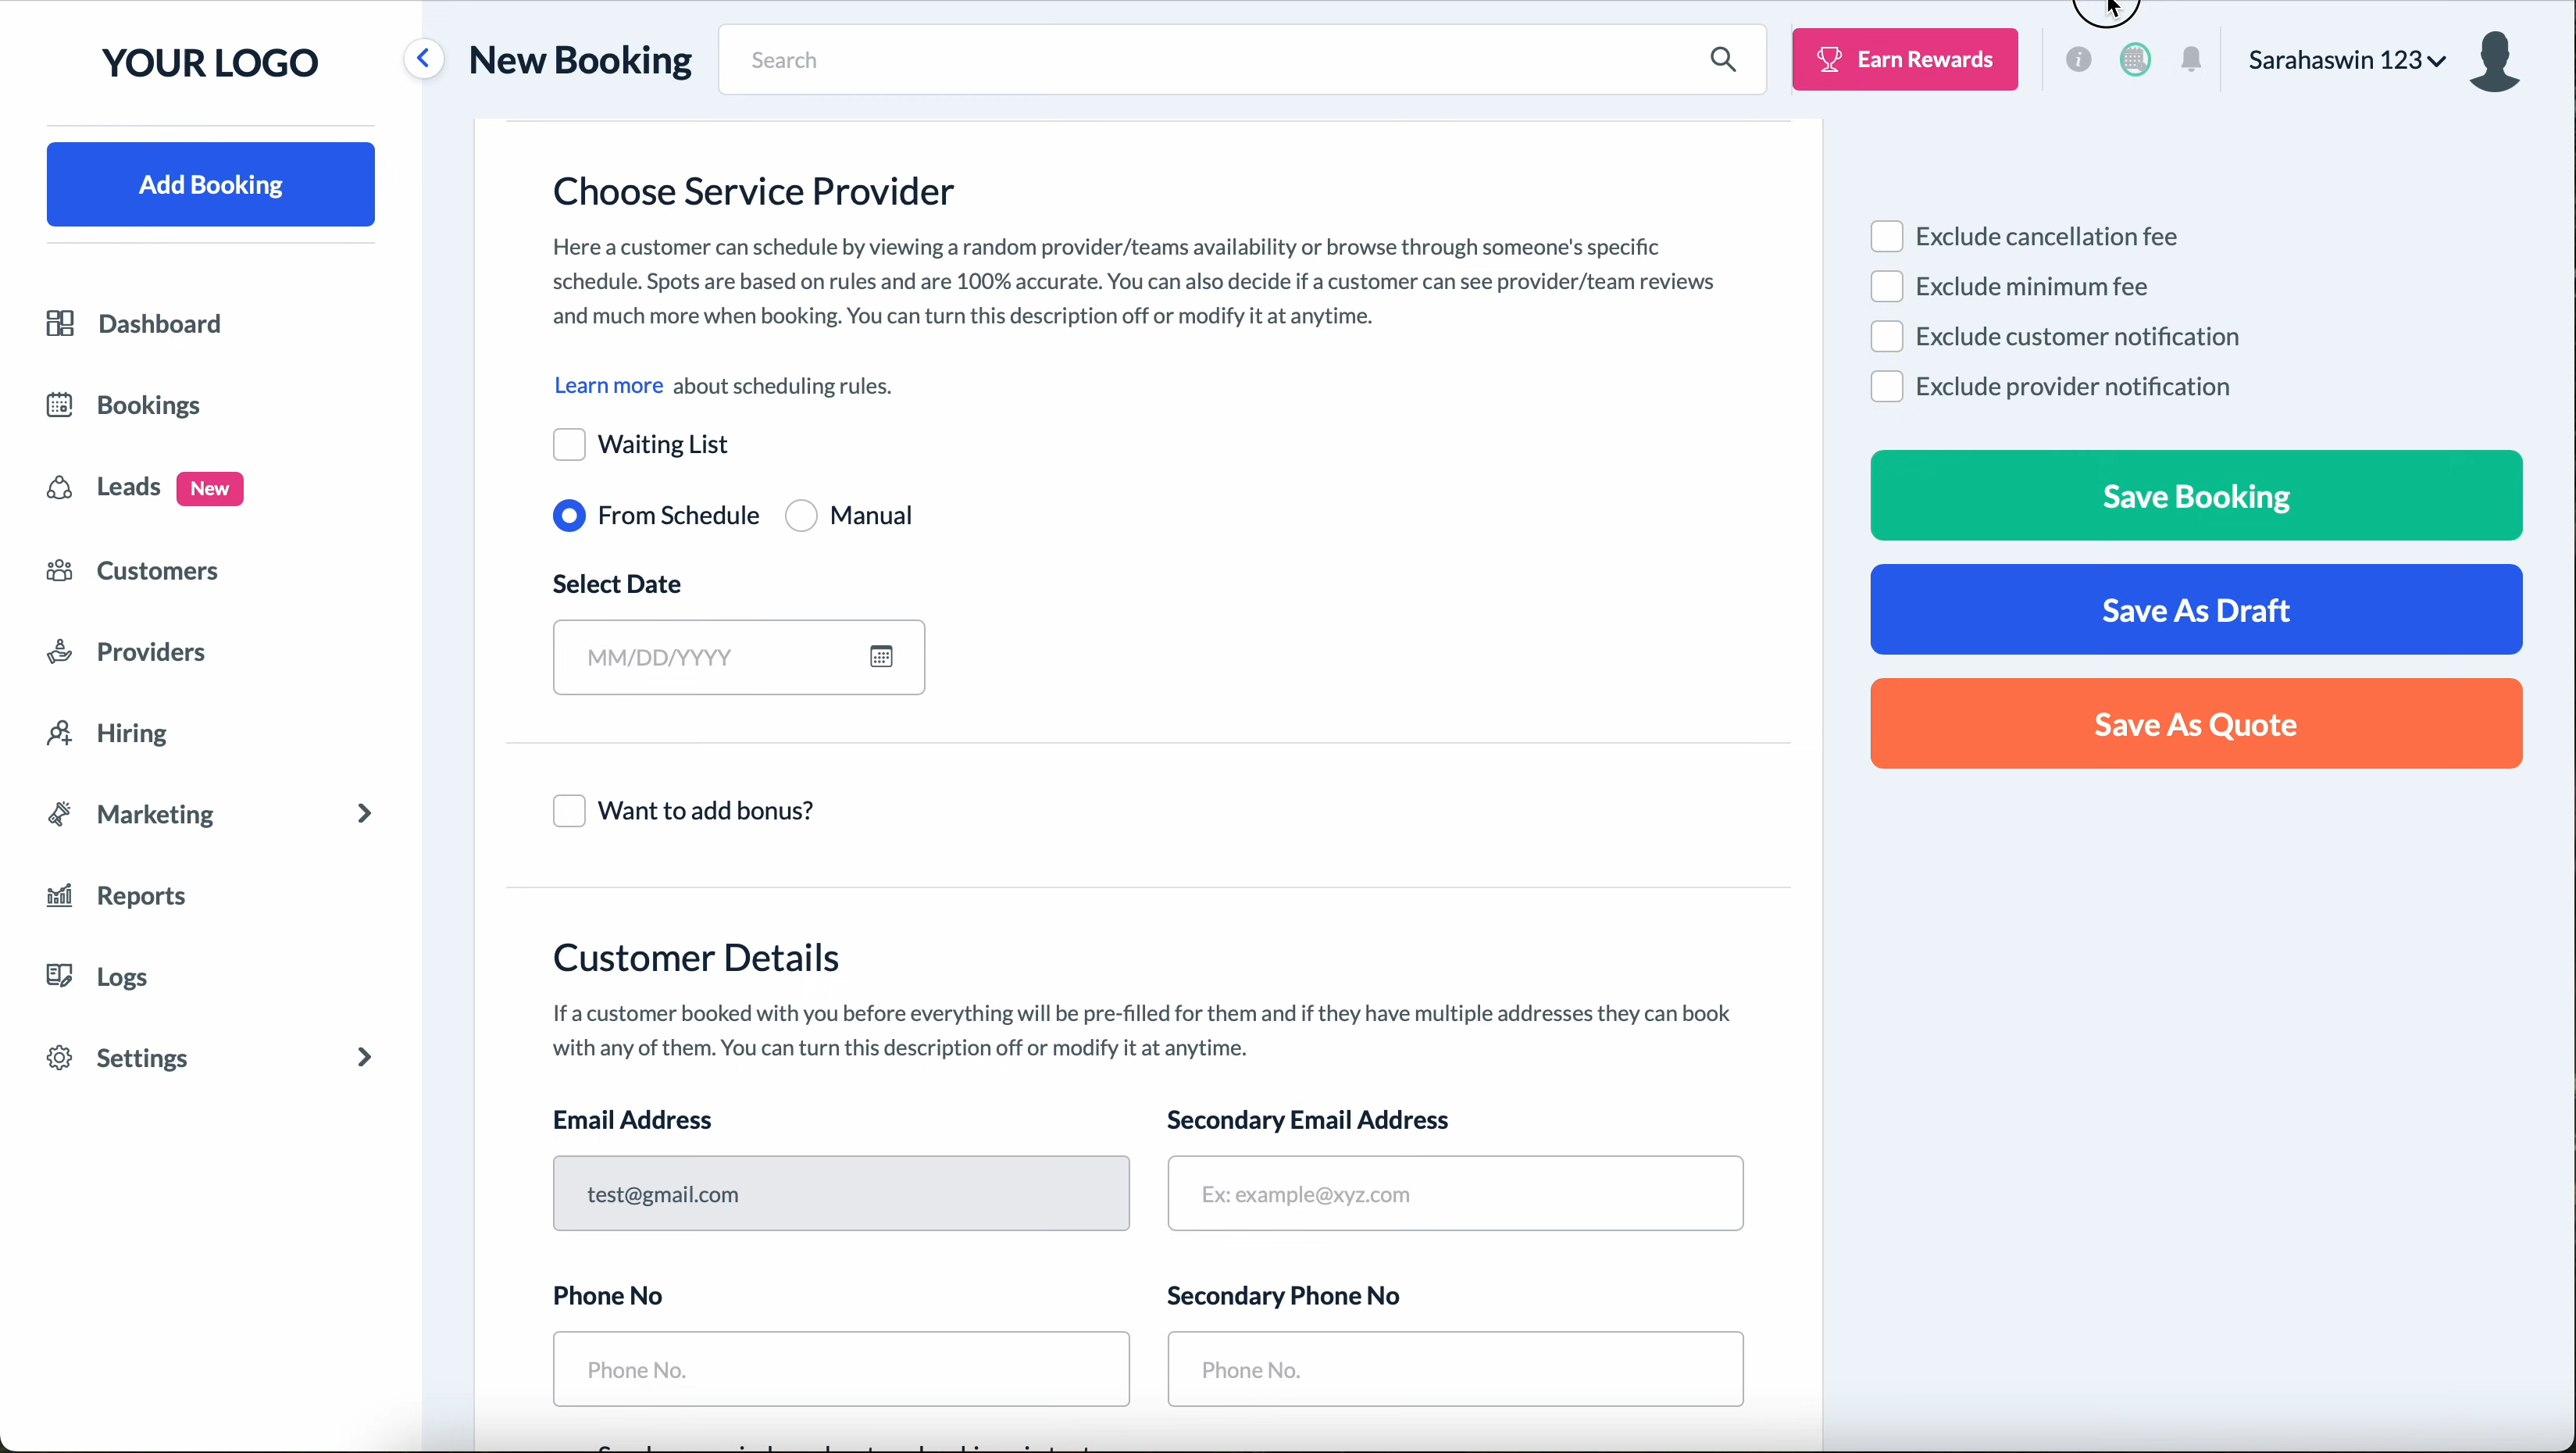 YOUR LOGO
New Booking
Search
Earn Rewards
Sarahaswin 123
Add Booking
Dashboard
Bookings
Leads New
Customers
Providers
Hiring
Marketing
Reports
Logs
Settings
Choose Service Provider
Here a customer can schedule by viewing a random provider/teams availability or browse through someone's specific
schedule. Spots are based on rules and are 100% accurate. You can also decide if a customer can see provider/team reviews
and much more when booking. You can turn this description off or modify it at anytime.
Learn more about scheduling rules.
Waiting List
From Schedule Manual
Select Date
MM/DD/YYYY
Want to add bonus?
Customer Details
If a customer booked with you before everything will be pre-filled for them and if they have multiple addresses they can book
with any of them. You can turn this description off or modify it at anytime.
Email Address Secondary Email Address
test@gmail.com Ex: example@xyz.com
Phone No Secondary Phone No
Phone No. Phone No.
Exclude cancellation fee
Exclude minimum fee
Exclude customer notification
Exclude provider notification
Save Booking
Save As Draft
Save As Quote